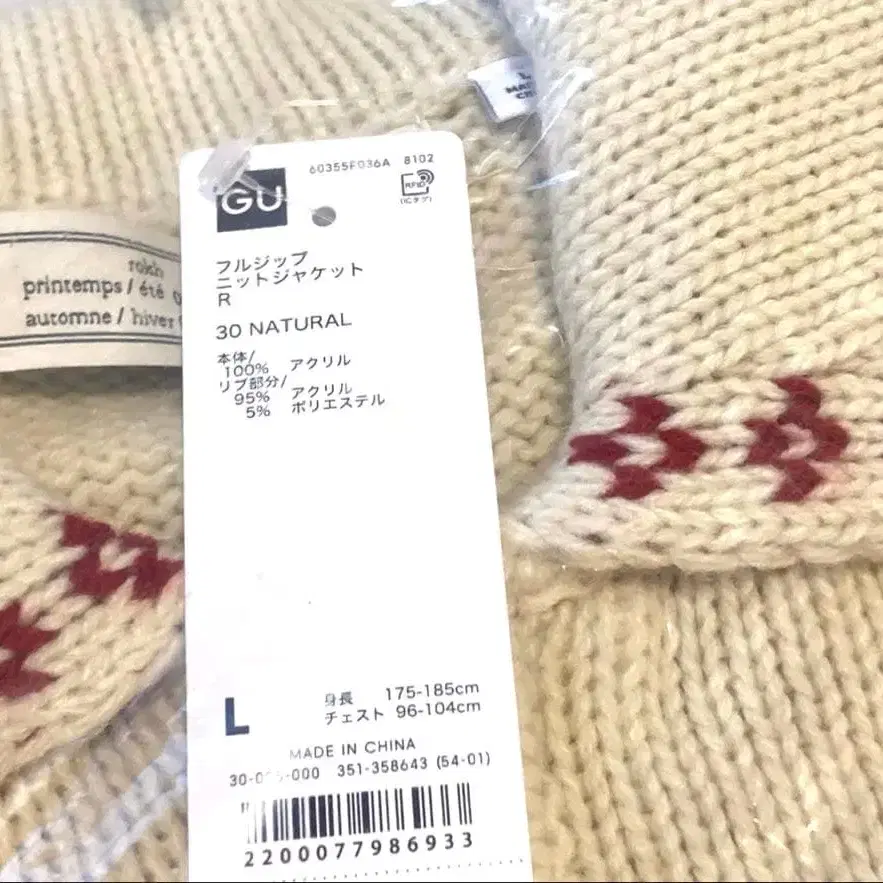 60355F036A 8102
GU
RFID
(ICタグ)
フルジップ
ニットジャケット
R
30 NATURAL
本体/
100% アクリル
リブ部分/
95% アクリル
5% ポリエステル
printemps / été
automne / hiver
L
身長 175-185cm
チェスト 96-104cm
MADE IN CHINA
351-358643 (54-01)
2200077986933